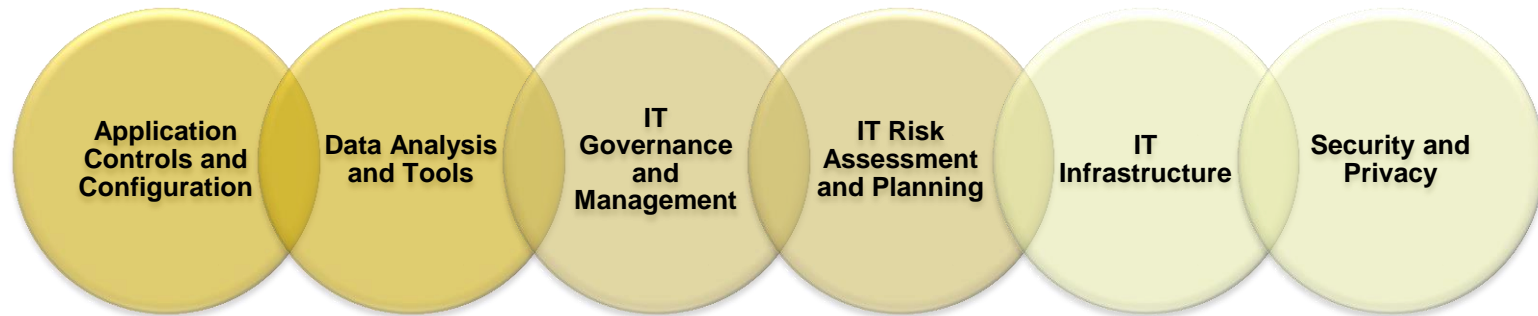 Application
Controls and
Configuration
Data Analysis
and Tools
IT
Governance
and
Management
IT Risk
Assessment
and Planning
IT
Infrastructure
Security and
Privacy